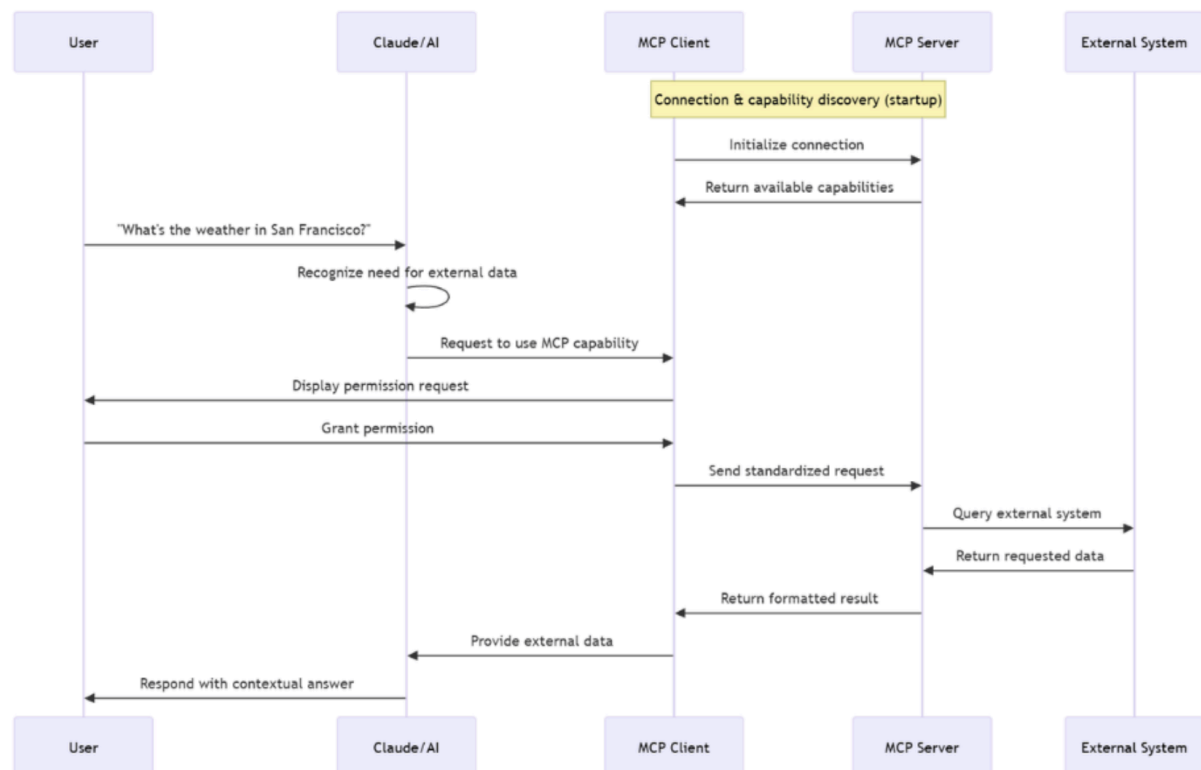 User
Claude/AI
MCP Client
MCP Server
External System
Connection & capability discovery (startup)
Initialize connection
Return available capabilities
"What's the weather in San Francisco?"
Recognize need for external data
Request to use MCP capability
Display permission request
Grant permission
Send standardized request
Query external system
Return requested data
Return formatted result
Provide external data
Respond with contextual answer
User
Claude/AI
MCP Client
MCP Server
External System